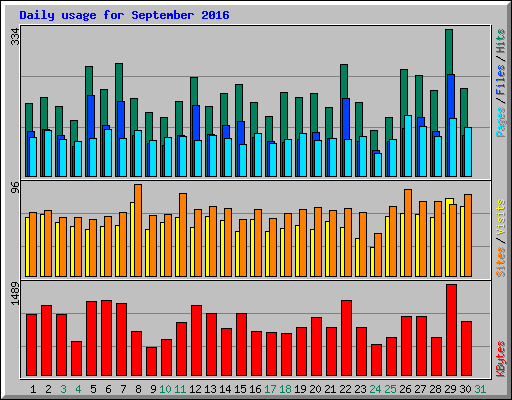 Daily usage for September 2016
334
Pages / Files / Hits
96
Sites / Visits
1489
KBytes
1 2 3 4 5 6 7 8 9 10 11 12 13 14 15 16 17 18 19 20 21 22 23 24 25 26 27 28 29 30 31